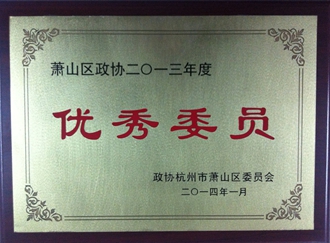 萧山区政协二〇一三年度
优秀委员
政协杭州市萧山区委员会
二〇一四年一月